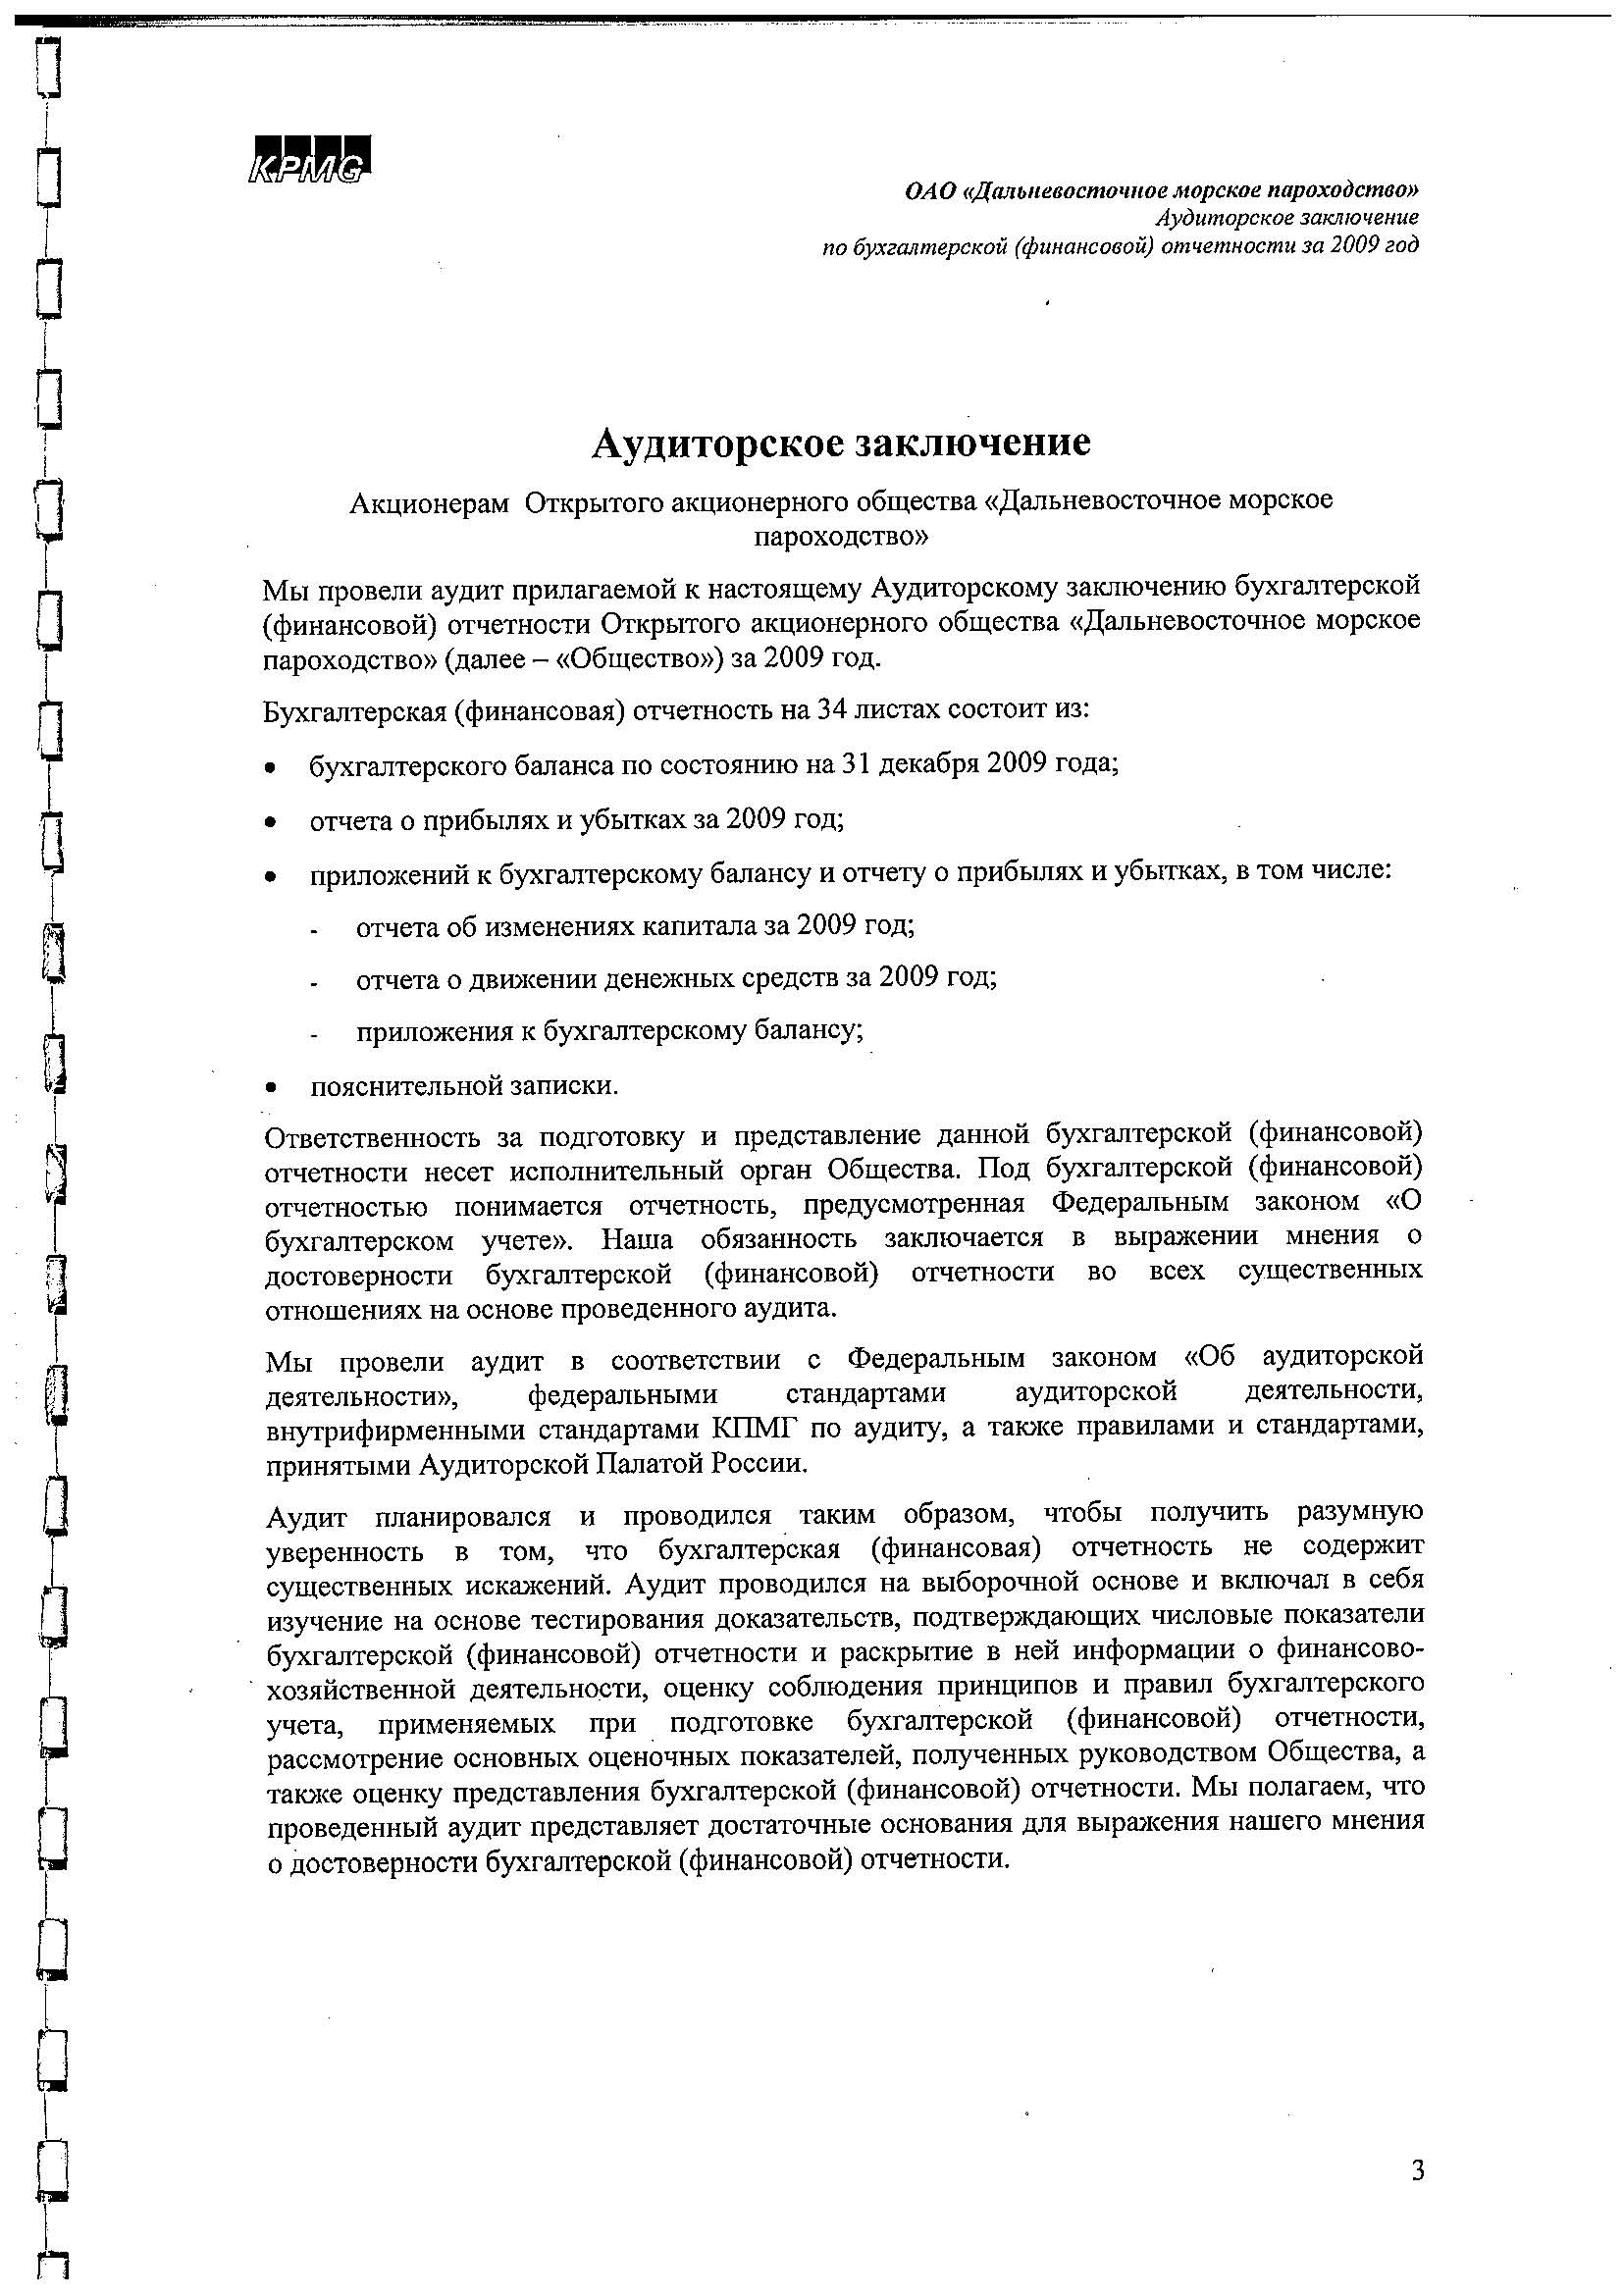 KPMG
ОАО «Дальневосточное морское пароходство»
Аудиторское заключение
по бухгалтерской (финансовой) отчетности за 2009 год
Аудиторское заключение
Акционерам Открытого акционерного общества «Дальневосточное морское
пароходство»
Мы провели аудит прилагаемой к настоящему Аудиторскому заключению бухгалтерской
(финансовой) отчетности Открытого акционерного общества «Дальневосточное морское
пароходство» (далее – «Общество») за 2009 год.
Бухгалтерская (финансовая) отчетность на 34 листах состоит из:
• бухгалтерского баланса по состоянию на 31 декабря 2009 года;
• отчета о прибылях и убытках за 2009 год;
• приложений к бухгалтерскому балансу и отчету о прибылях и убытках, в том числе:
- отчета об изменениях капитала за 2009 год;
- отчета о движении денежных средств за 2009 год;
- приложения к бухгалтерскому балансу;
• пояснительной записки.
Ответственность за подготовку и представление данной бухгалтерской (финансовой)
отчетности несет исполнительный орган Общества. Под бухгалтерской (финансовой)
отчетностью понимается отчетность, предусмотренная Федеральным законом «О
бухгалтерском учете». Наша обязанность заключается в выражении мнения о
достоверности бухгалтерской (финансовой) отчетности во всех существенных
отношениях на основе проведенного аудита.
Мы провели аудит в соответствии с Федеральным законом «Об аудиторской
деятельности», федеральными стандартами аудиторской деятельности,
внутрифирменными стандартами КПМГ по аудиту, а также правилами и стандартами,
принятыми Аудиторской Палатой России.
Аудит планировался и проводился таким образом, чтобы получить разумную
уверенность в том, что бухгалтерская (финансовая) отчетность не содержит
существенных искажений. Аудит проводился на выборочной основе и включал в себя
изучение на основе тестирования доказательств, подтверждающих числовые показатели
бухгалтерской (финансовой) отчетности и раскрытие в ней информации о финансово-
хозяйственной деятельности, оценку соблюдения принципов и правил бухгалтерского
учета, применяемых при подготовке бухгалтерской (финансовой) отчетности,
рассмотрение основных оценочных показателей, полученных руководством Общества, а
также оценку представления бухгалтерской (финансовой) отчетности. Мы полагаем, что
проведенный аудит представляет достаточные основания для выражения нашего мнения
о достоверности бухгалтерской (финансовой) отчетности.
3